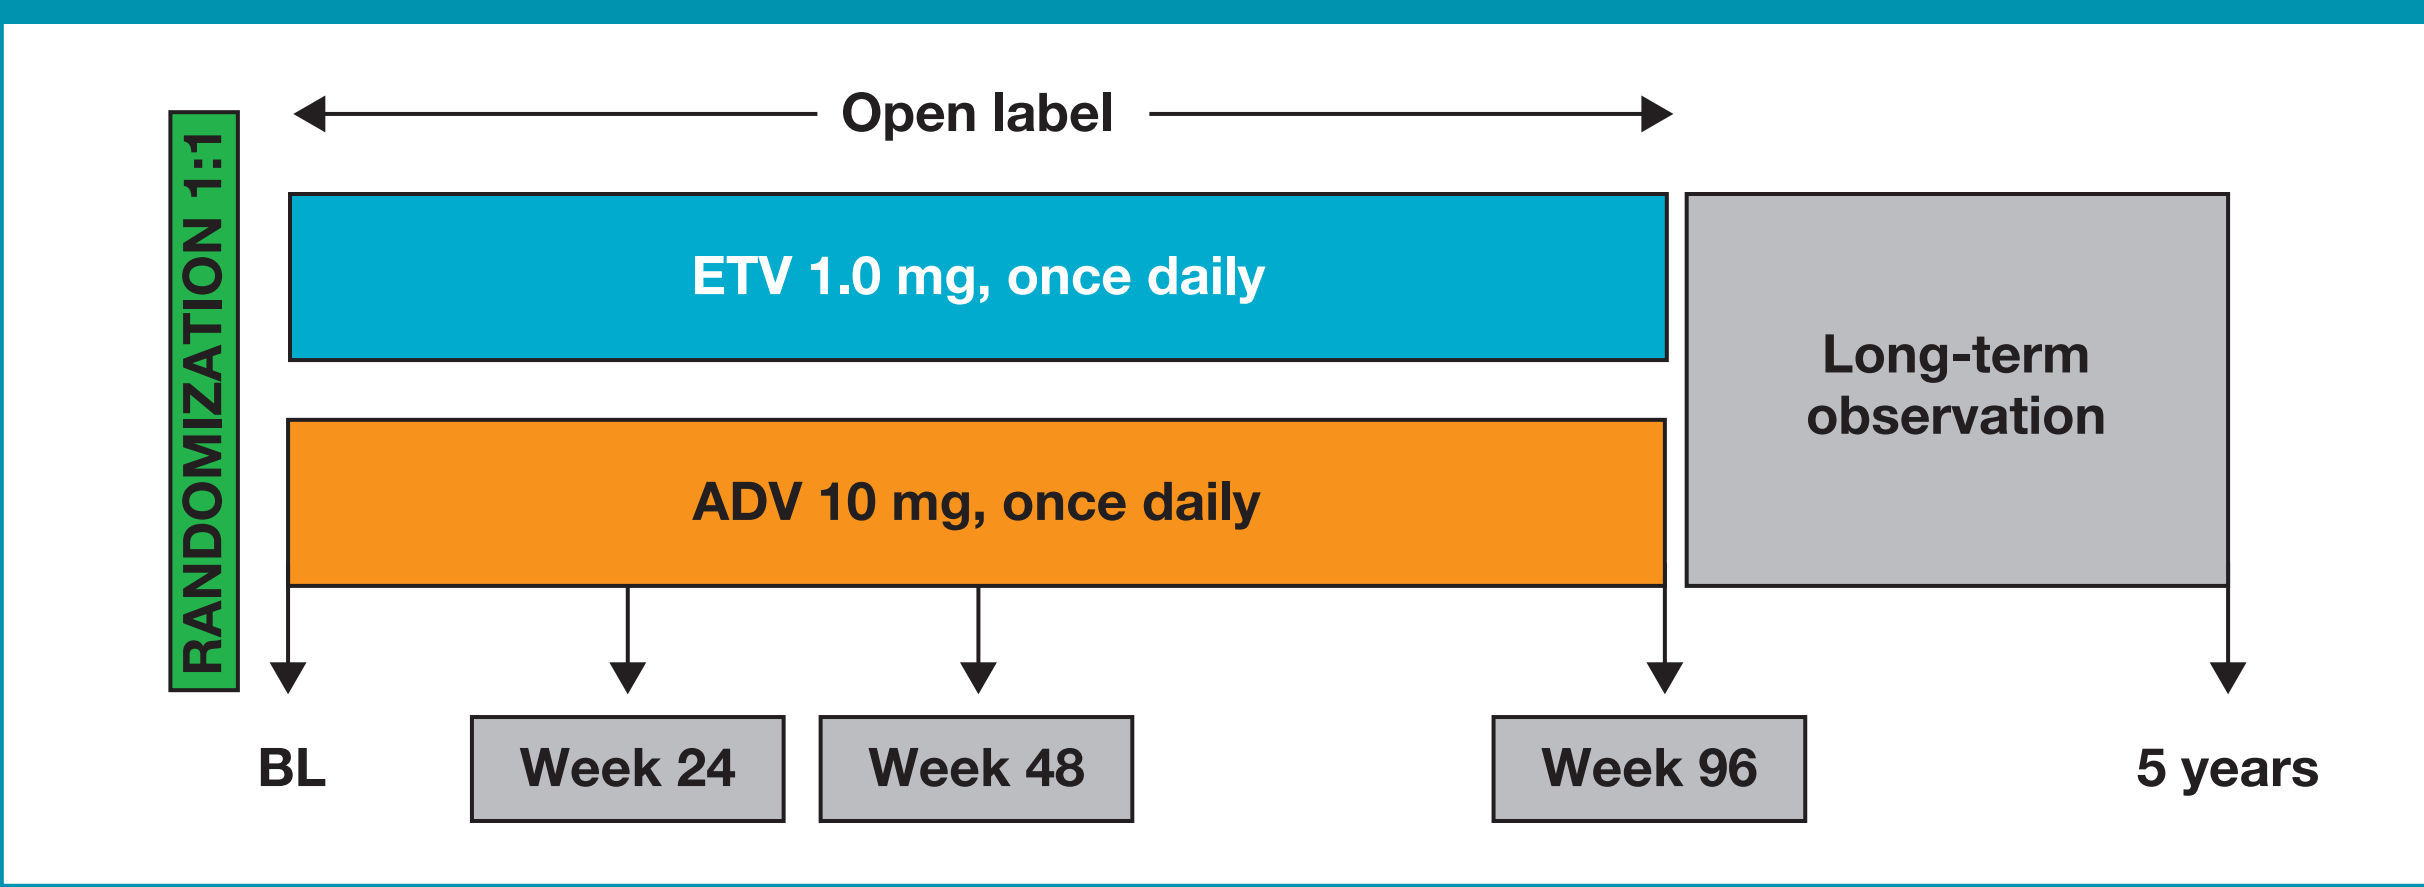 RANDOMIZATION 1:1
Open label
ETV 1.0 mg, once daily
ADV 10 mg, once daily
Long-term
observation
BL
Week 24
Week 48
Week 96
5 years